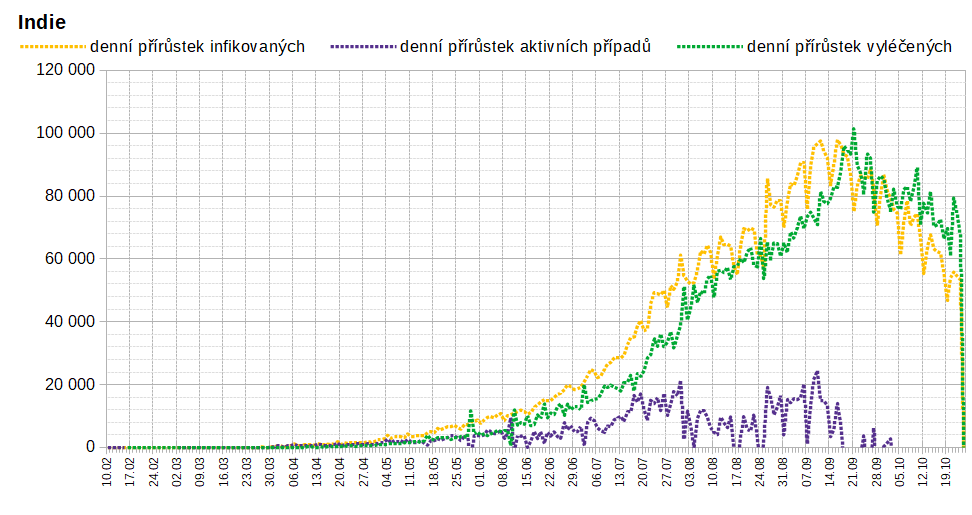 Indie
denní přírůstek infikovaných denní přírůstek aktivních případů denní přírůstek vyléčených
120 000
100 000
80 000
60 000
40 000
20 000
0
10.02 17.02 24.02 02.03 09.03 16.03 23.03 30.03 06.04 13.04 20.04 27.04 04.05 11.05 18.05 25.05 01.06 08.06 15.06 22.06 29.06 06.07 13.07 20.07 27.07 03.08 10.08 17.08 24.08 31.08 07.09 14.09 21.09 28.09 05.10 12.10 19.10